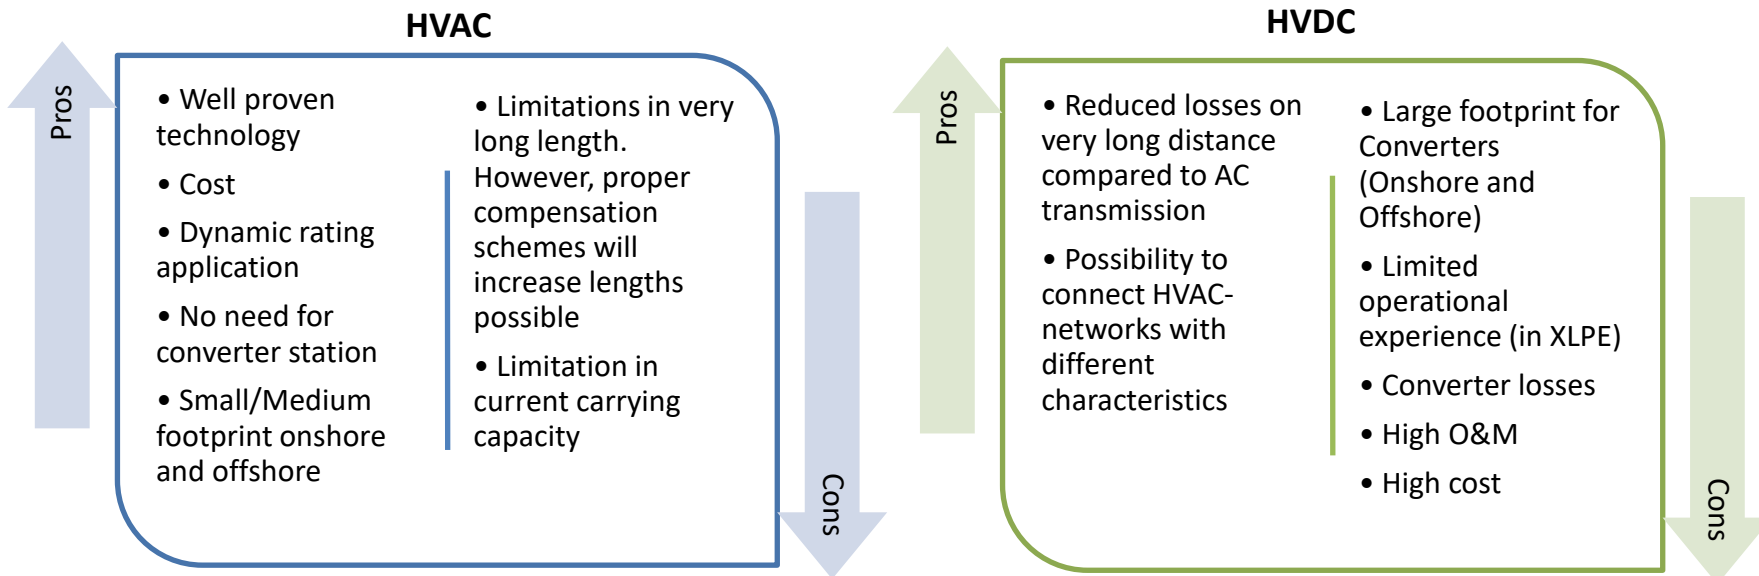 HVAC
Pros
• Well proven
technology
• Cost
• Dynamic rating
application
• No need for
converter station
• Small/Medium
footprint onshore
and offshore
• Limitations in very
long length.
However, proper
compensation
schemes will
increase lengths
possible
• Limitation in
current carrying
capacity
Cons
HVDC
Pros
• Reduced losses on
very long distance
compared to AC
transmission
• Possibility to
connect HVAC-
networks with
different
characteristics
• Large footprint for
Converters
(Onshore and
Offshore)
• Limited
operational
experience (in XLPE)
• Converter losses
• High O&M
• High cost
Cons